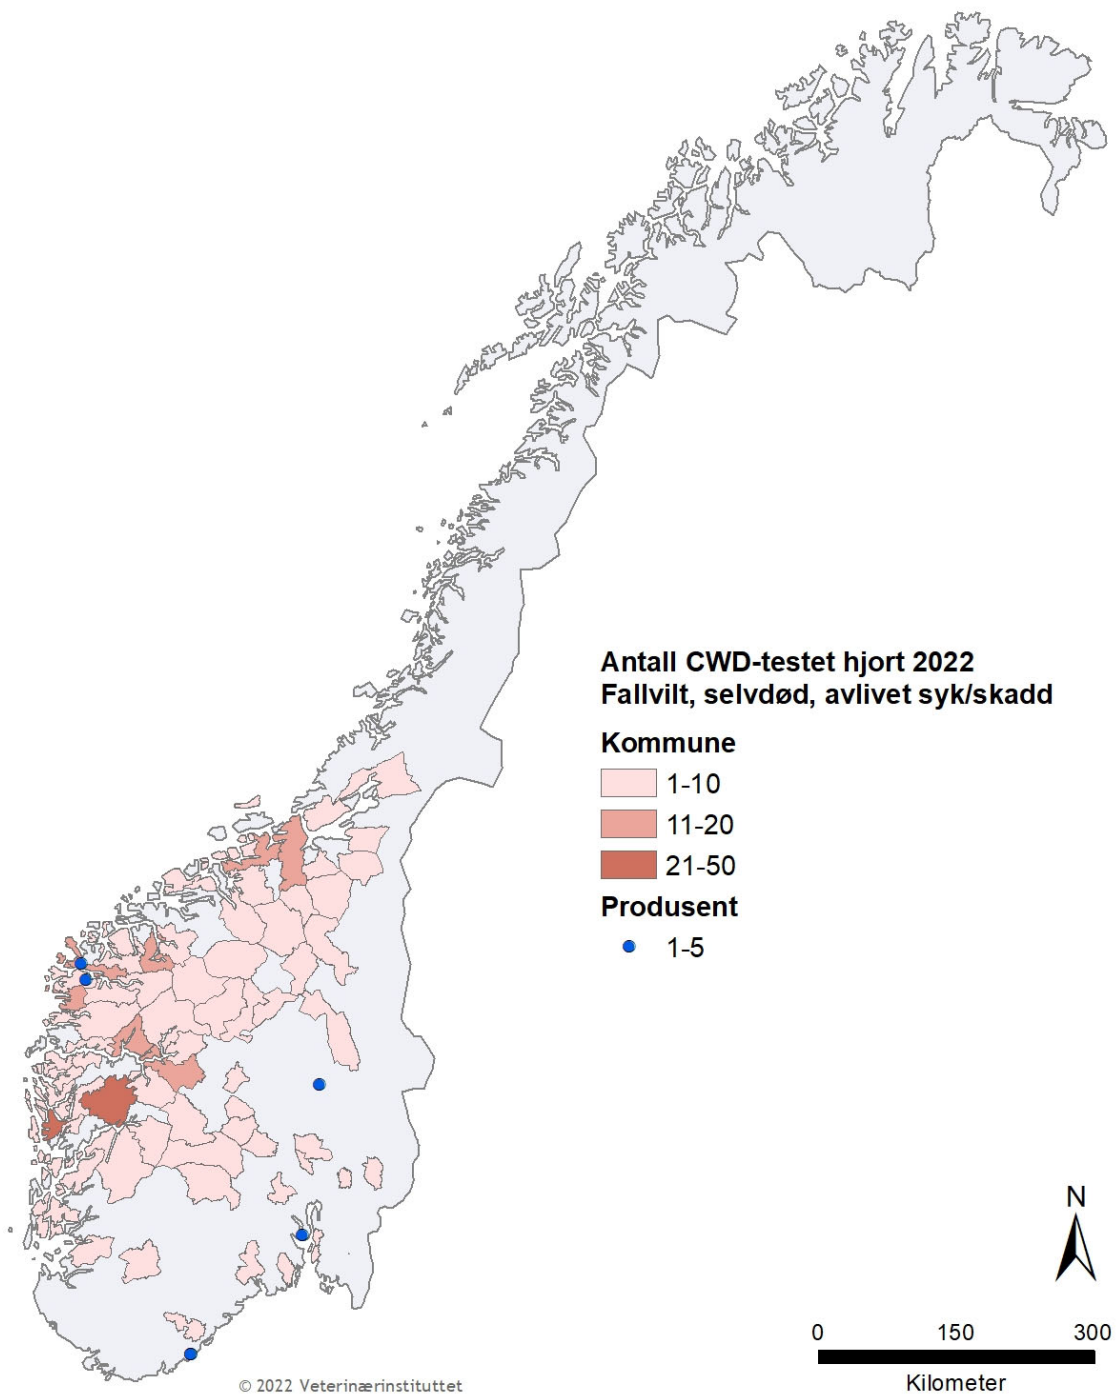 Antall CWD-testet hjort 2022
Fallvilt, selvdød, avlivet syk/skadd
Kommune
1-10
11-20
21-50
Produsent
1-5
N
0 150 300
Kilometer
© 2022 Veterinærinstituttet